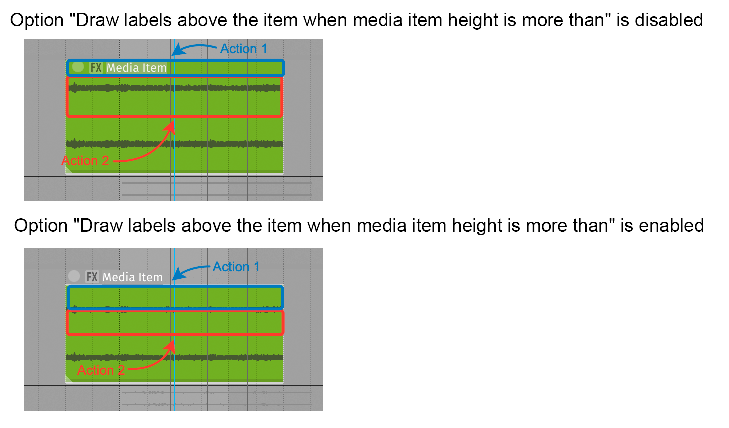 Option "Draw labels above the item when media item height is more than" is disabled
Action 1
FX Media Item
Action 2
Option "Draw labels above the item when media item height is more than" is enabled
Action 1
FX Media Item
Action 2